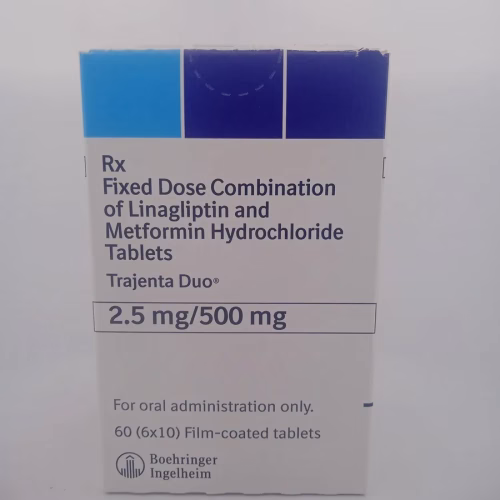 Rx
Fixed Dose Combination
of Linagliptin and
Metformin Hydrochloride
Tablets
Trajenta Duo®
2.5 mg/500 mg
For oral administration only.
60 (6x10) Film-coated tablets
Boehringer
Ingelheim